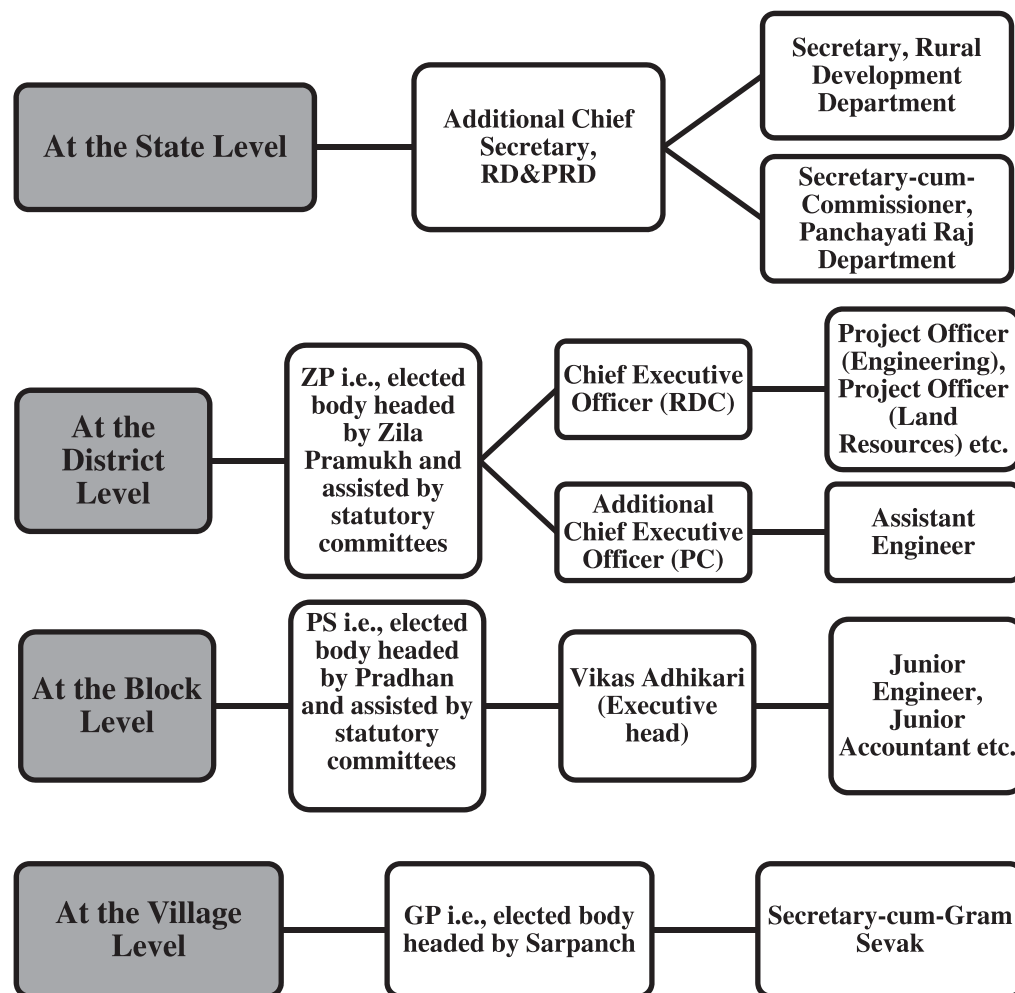 At the State Level
Additional Chief
Secretary,
RD&PRD
Secretary, Rural
Development
Department
Secretary-cum-
Commissioner,
Panchayati Raj
Department
At the
District
Level
ZP i.e., elected
body headed
by Zila
Pramukh and
assisted by
statutory
committees
Chief Executive
Officer (RDC)
Project Officer
(Engineering),
Project Officer
(Land
Resources) etc.
Additional
Chief Executive
Officer (PC)
Assistant
Engineer
At the Block
Level
PS i.e., elected
body headed
by Pradhan
and assisted by
statutory
committees
Vikas Adhikari
(Executive
head)
Junior
Engineer,
Junior
Accountant etc.
At the Village
Level
GP i.e., elected body
headed by Sarpanch
Secretary-cum-Gram
Sevak